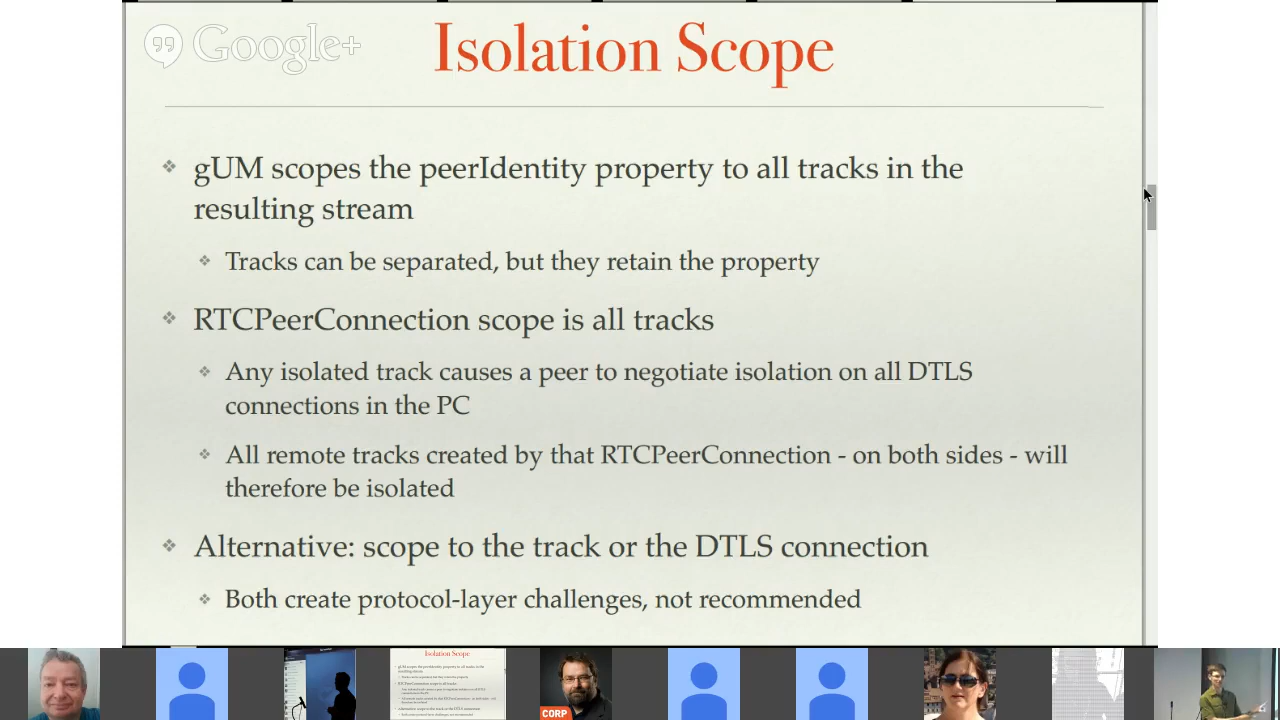 Google+
Isolation Scope
gUM scopes the peerIdentity property to all tracks in the
resulting stream
Tracks can be separated, but they retain the property
RTCPeerConnection scope is all tracks
Any isolated track causes a peer to negotiate isolation on all DTLS
connections in the PC
All remote tracks created by that RTCPeerConnection - on both sides - will
therefore be isolated
Alternative: scope to the track or the DTLS connection
Both create protocol-layer challenges, not recommended
Isolation Scope
CORP